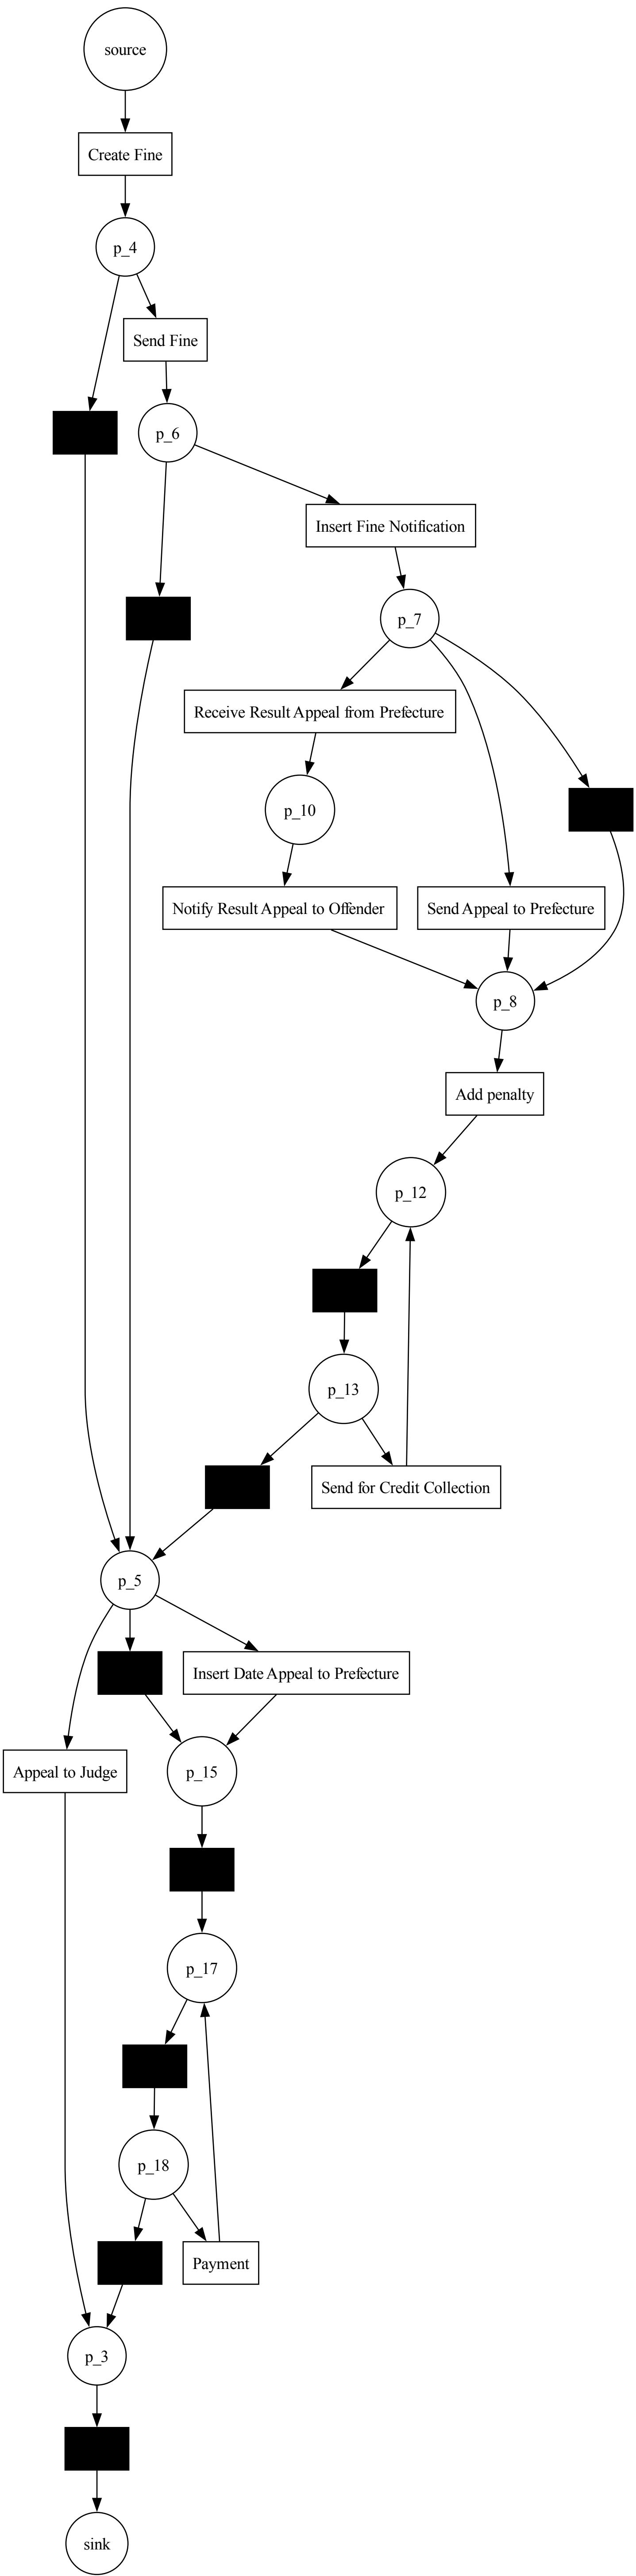 source
Create Fine
p_4
Send Fine
p_6
Insert Fine Notification
p_7
Receive Result Appeal from Prefecture
p_10
Notify Result Appeal to Offender
Send Appeal to Prefecture
p_8
Add penalty
p_12
p_13
Send for Credit Collection
p_5
Insert Date Appeal to Prefecture
Appeal to Judge
p_15
p_17
p_18
Payment
p_3
sink